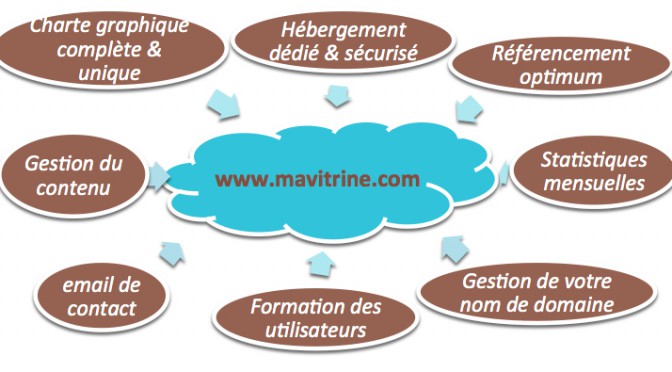 Charte graphique
complète &
unique
Hébergement
dédié & sécurisé
Référencement
optimum
Gestion du
contenu
www.mavitrine.com
Statistiques
mensuelles
email de
contact
Formation des
utilisateurs
Gestion de votre
nom de domaine